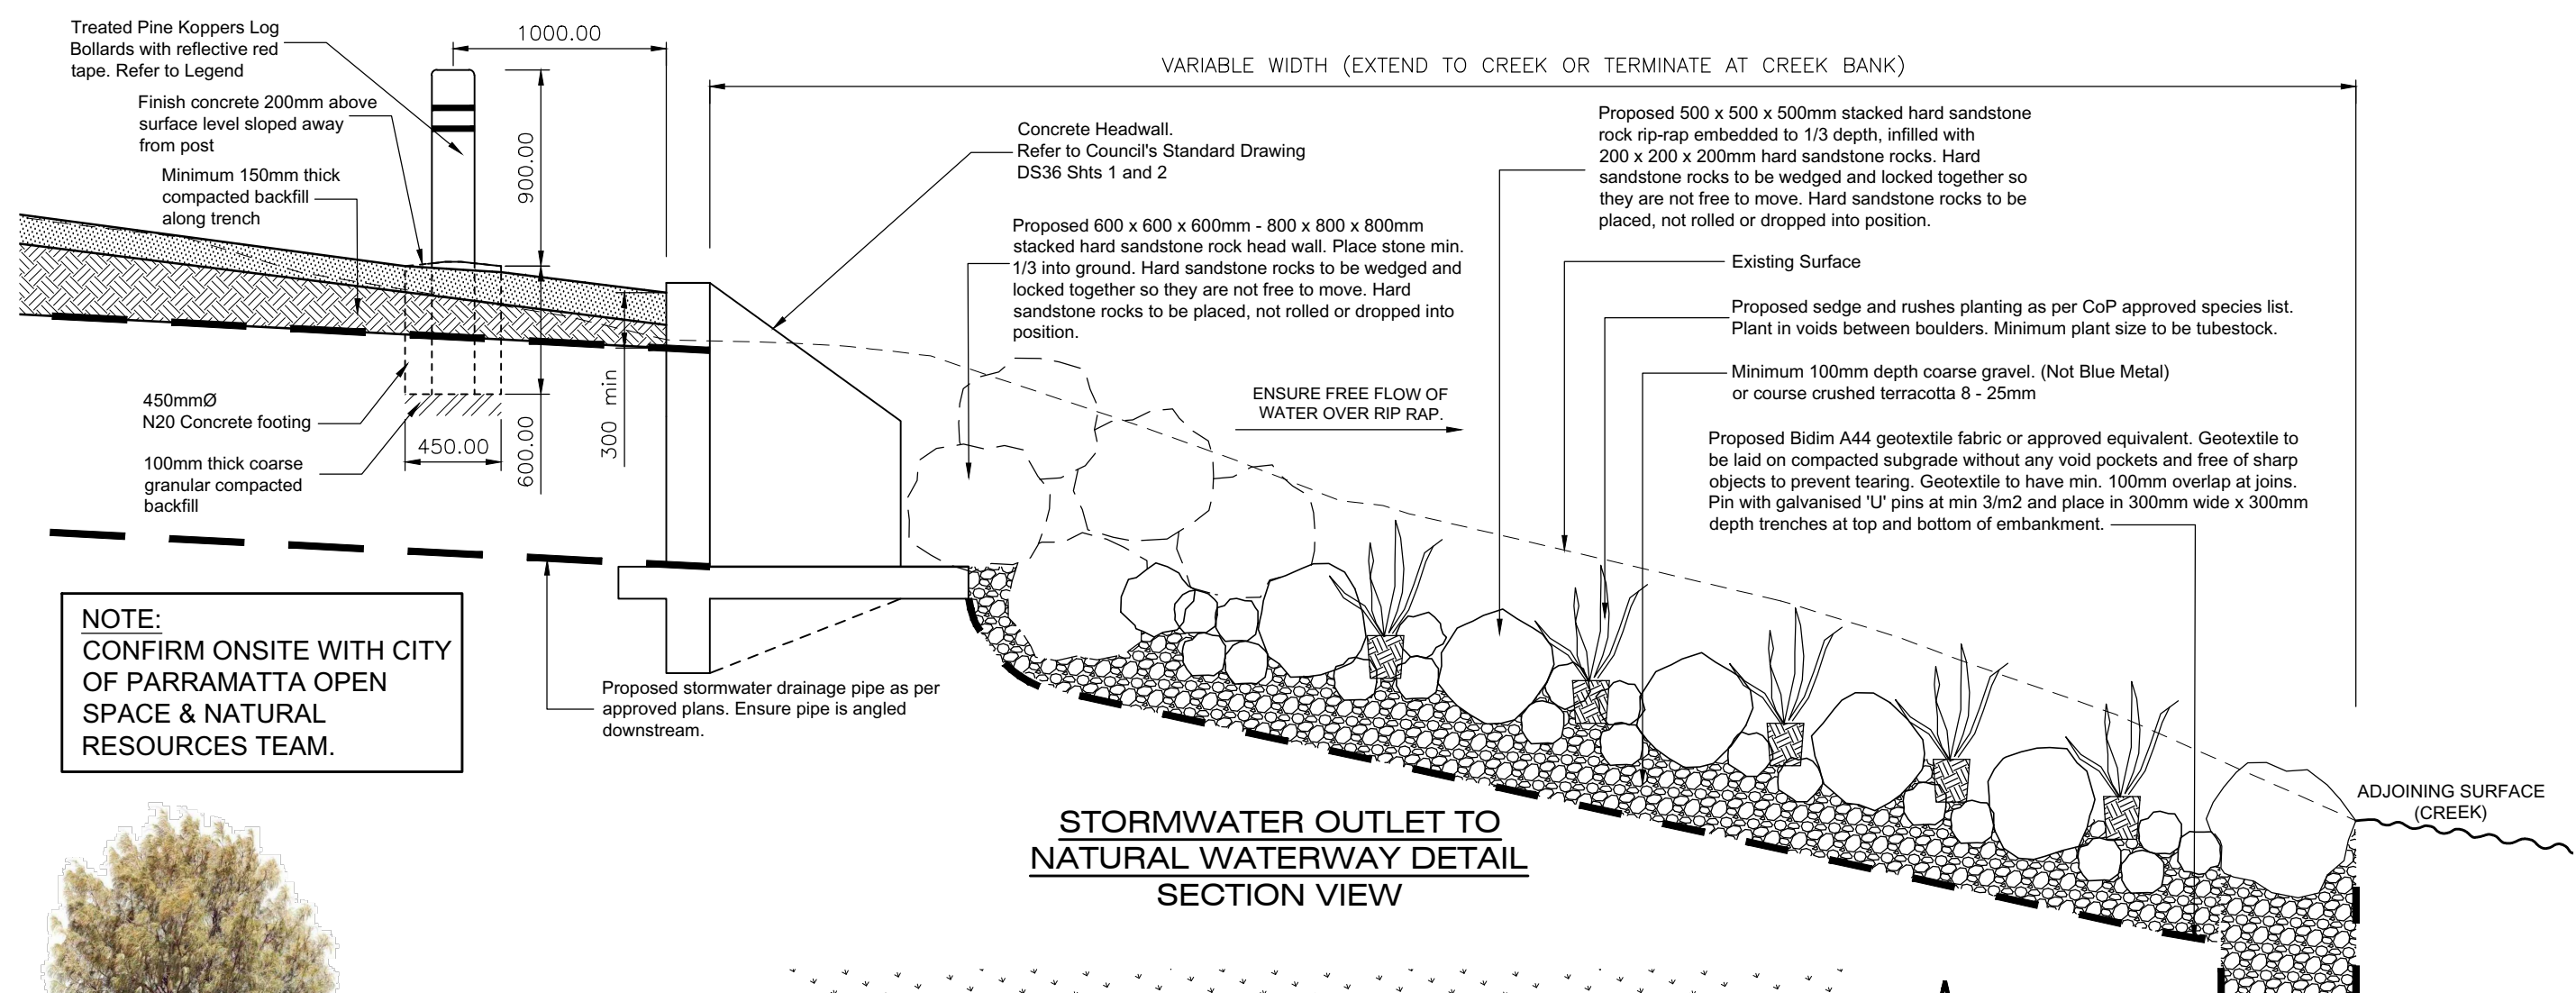 Treated Pine Koppers Log
Bollards with reflective red
tape. Refer to Legend
Finish concrete 200mm above
surface level sloped away
from post
Minimum 150mm thick
compacted backfill
along trench
450mmØ
N20 Concrete footing
100mm thick coarse
granular compacted
backfill
1000.00
900.00
600.00
450.00
300 min
VARIABLE WIDTH (EXTEND TO CREEK OR TERMINATE AT CREEK BANK)
Concrete Headwall.
Refer to Council's Standard Drawing
DS36 Shts 1 and 2
Proposed 600 x 600 x 600mm - 800 x 800 x 800mm
stacked hard sandstone rock head wall. Place stone min.
1/3 into ground. Hard sandstone rocks to be wedged and
locked together so they are not free to move. Hard
sandstone rocks to be placed, not rolled or dropped into
position.
ENSURE FREE FLOW OF
WATER OVER RIP RAP.
Proposed 500 x 500 x 500mm stacked hard sandstone
rock rip-rap embedded to 1/3 depth, infilled with
200 x 200 x 200mm hard sandstone rocks. Hard
sandstone rocks to be wedged and locked together so
they are not free to move. Hard sandstone rocks to be
placed, not rolled or dropped into position.
Existing Surface
Proposed sedge and rushes planting as per CoP approved species list.
Plant in voids between boulders. Minimum plant size to be tubestock.
Minimum 100mm depth coarse gravel. (Not Blue Metal)
or course crushed terracotta 8 - 25mm
Proposed Bidim A44 geotextile fabric or approved equivalent. Geotextile to
be laid on compacted subgrade without any void pockets and free of sharp
objects to prevent tearing. Geotextile to have min. 100mm overlap at joins.
Pin with galvanised 'U' pins at min 3/m2 and place in 300mm wide x 300mm
depth trenches at top and bottom of embankment.
NOTE:
CONFIRM ONSITE WITH CITY
OF PARRAMATTA OPEN
SPACE & NATURAL
RESOURCES TEAM.
Proposed stormwater drainage pipe as per
approved plans. Ensure pipe is angled
downstream.
ADJOINING SURFACE
(CREEK)
STORMWATER OUTLET TO
NATURAL WATERWAY DETAIL
SECTION VIEW